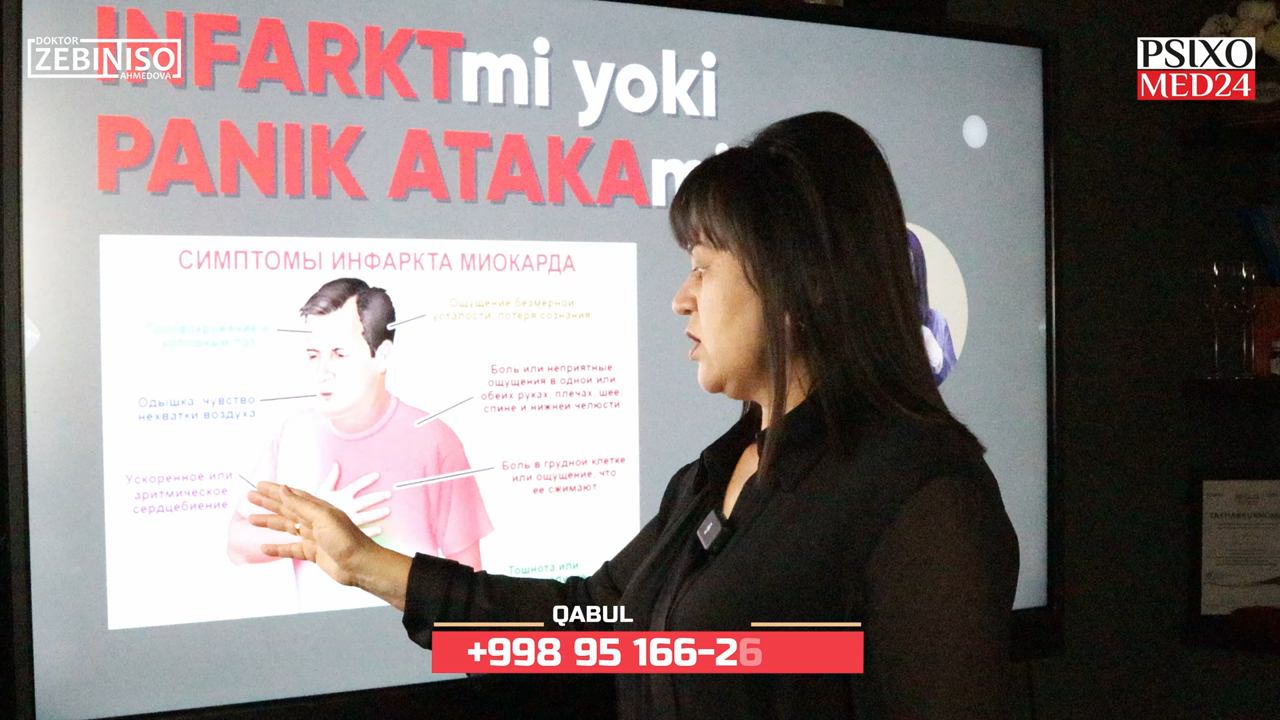 DOKTOR
ZEBINISO
AHMEDOVA
PSIXO
MED24
INFARKTmi yoki
PANIK ATAKAmi
СИМПТОМЫ ИНФАРКТА МИОКАРДА
Ощущение безмерной
усталости, потеря сознания
Головокружение и
холодный пот
Боль или неприятные
ощущения в одной или
обеих руках, плечах, шее,
спине и нижней челюсти
Одышка, чувство
нехватки воздуха
Ускоренное или
аритмическое
сердцебиение
Боль в грудной клетке
или ощущение, что
ее сжимают
Тошнота или
QABUL
+998 95 166-26